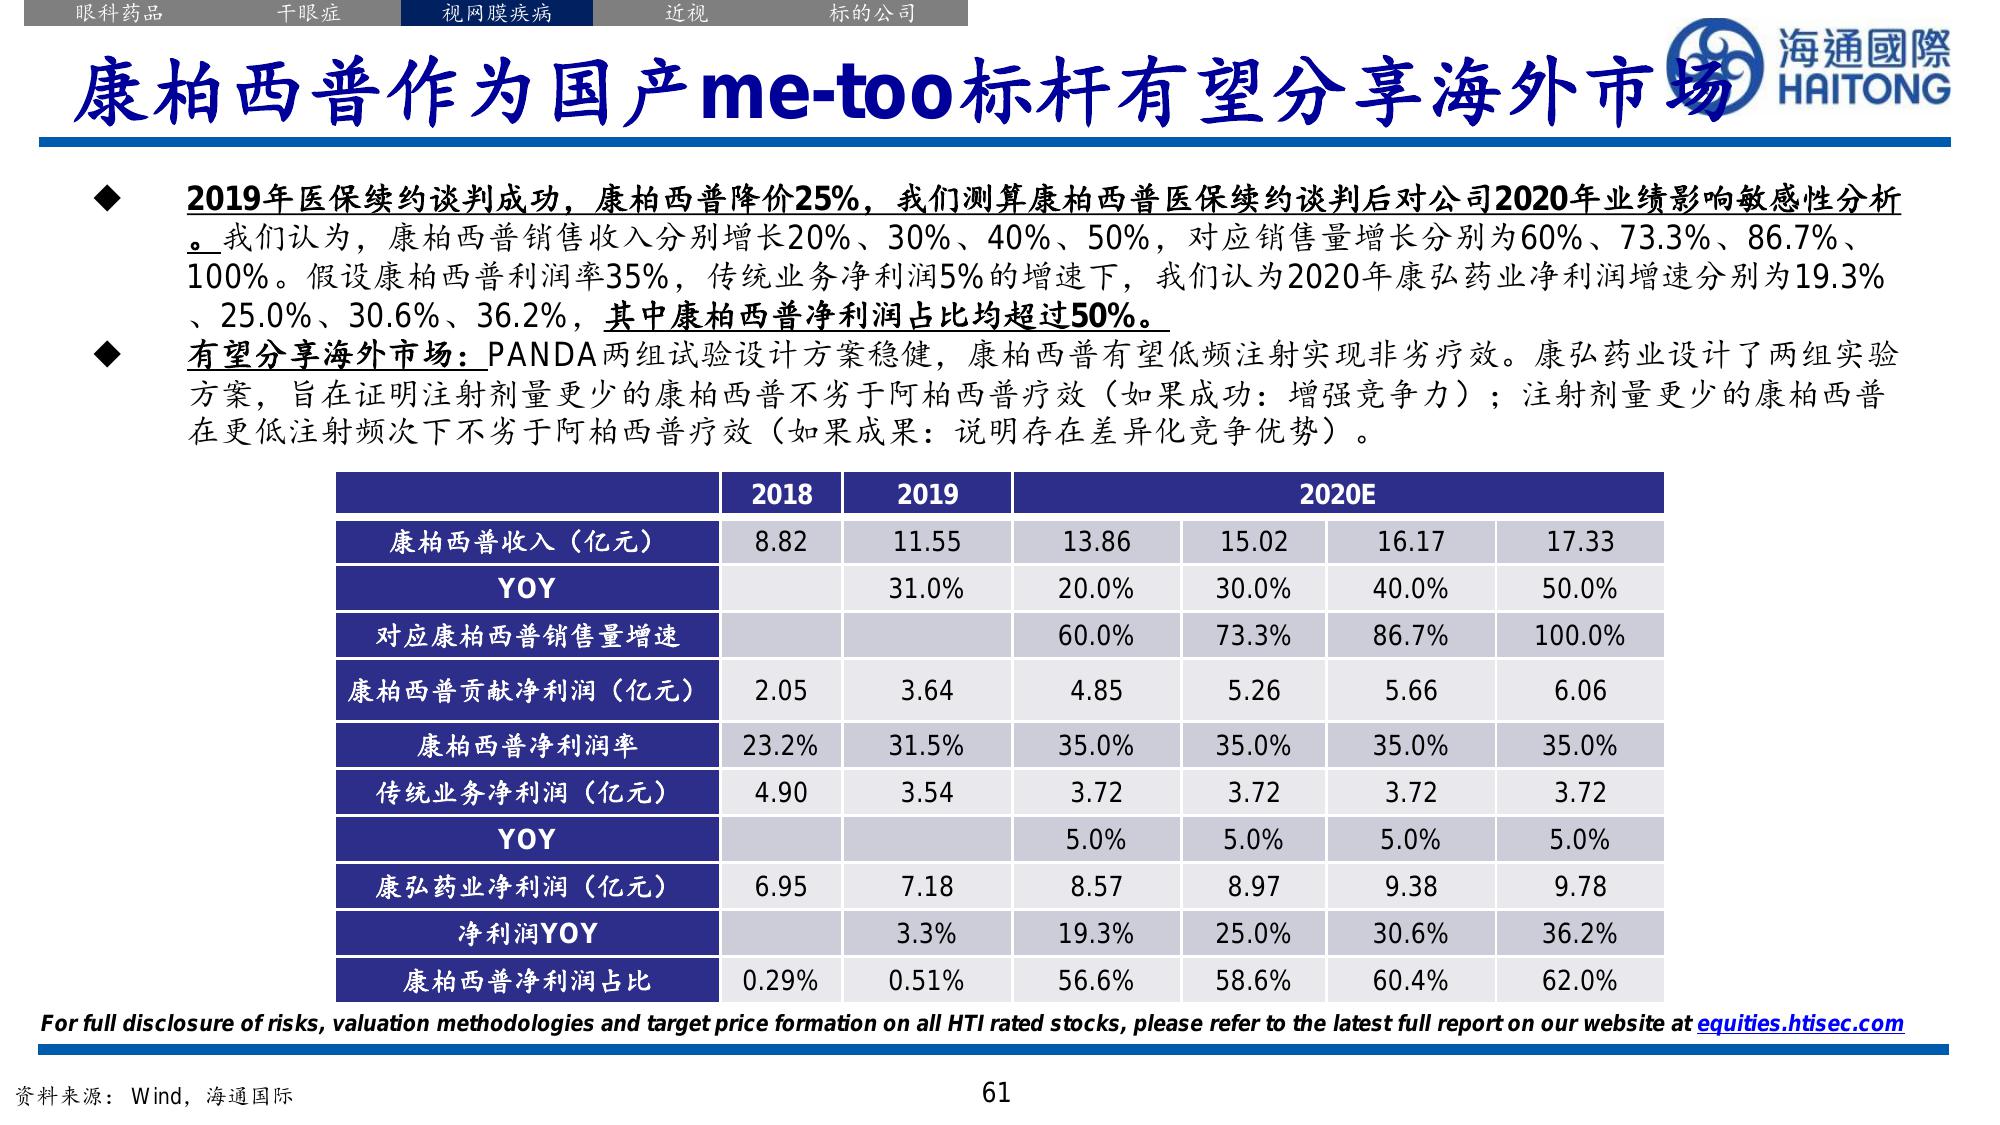 眼科药品 干眼症 视网膜疾病 近视 标的公司
康柏西普作为国产me-too标杆有望分享海外市场
海通國際
HAITONG
◆ 2019年医保续约谈判成功，康柏西普降价25%，我们测算康柏西普医保续约谈判后对公司2020年业绩影响敏感性分析
。我们认为，康柏西普销售收入分别增长20%、30%、40%、50%，对应销售量增长分别为60%、73.3%、86.7%、
100%。假设康柏西普利润率35%，传统业务净利润5%的增速下，我们认为2020年康弘药业净利润增速分别为19.3%
、25.0%、30.6%、36.2%，其中康柏西普净利润占比均超过50%。
◆ 有望分享海外市场：PANDA两组试验设计方案稳健，康柏西普有望低频注射实现非劣疗效。康弘药业设计了两组实验
方案，旨在证明注射剂量更少的康柏西普不劣于阿柏西普疗效（如果成功：增强竞争力）；注射剂量更少的康柏西普
在更低注射频次下不劣于阿柏西普疗效（如果成果：说明存在差异化竞争优势）。
2018 2019 2020E
康柏西普收入（亿元） 8.82 11.55 13.86 15.02 16.17 17.33
YOY 31.0% 20.0% 30.0% 40.0% 50.0%
对应康柏西普销售量增速 60.0% 73.3% 86.7% 100.0%
康柏西普贡献净利润（亿元） 2.05 3.64 4.85 5.26 5.66 6.06
康柏西普净利润率 23.2% 31.5% 35.0% 35.0% 35.0% 35.0%
传统业务净利润（亿元） 4.90 3.54 3.72 3.72 3.72 3.72
YOY 5.0% 5.0% 5.0% 5.0%
康弘药业净利润（亿元） 6.95 7.18 8.57 8.97 9.38 9.78
净利润YOY 3.3% 19.3% 25.0% 30.6% 36.2%
康柏西普净利润占比 0.29% 0.51% 56.6% 58.6% 60.4% 62.0%
For full disclosure of risks, valuation methodologies and target price formation on all HTI rated stocks, please refer to the latest full report on our website at equities.htisec.com
资料来源： Wind，海通国际
61